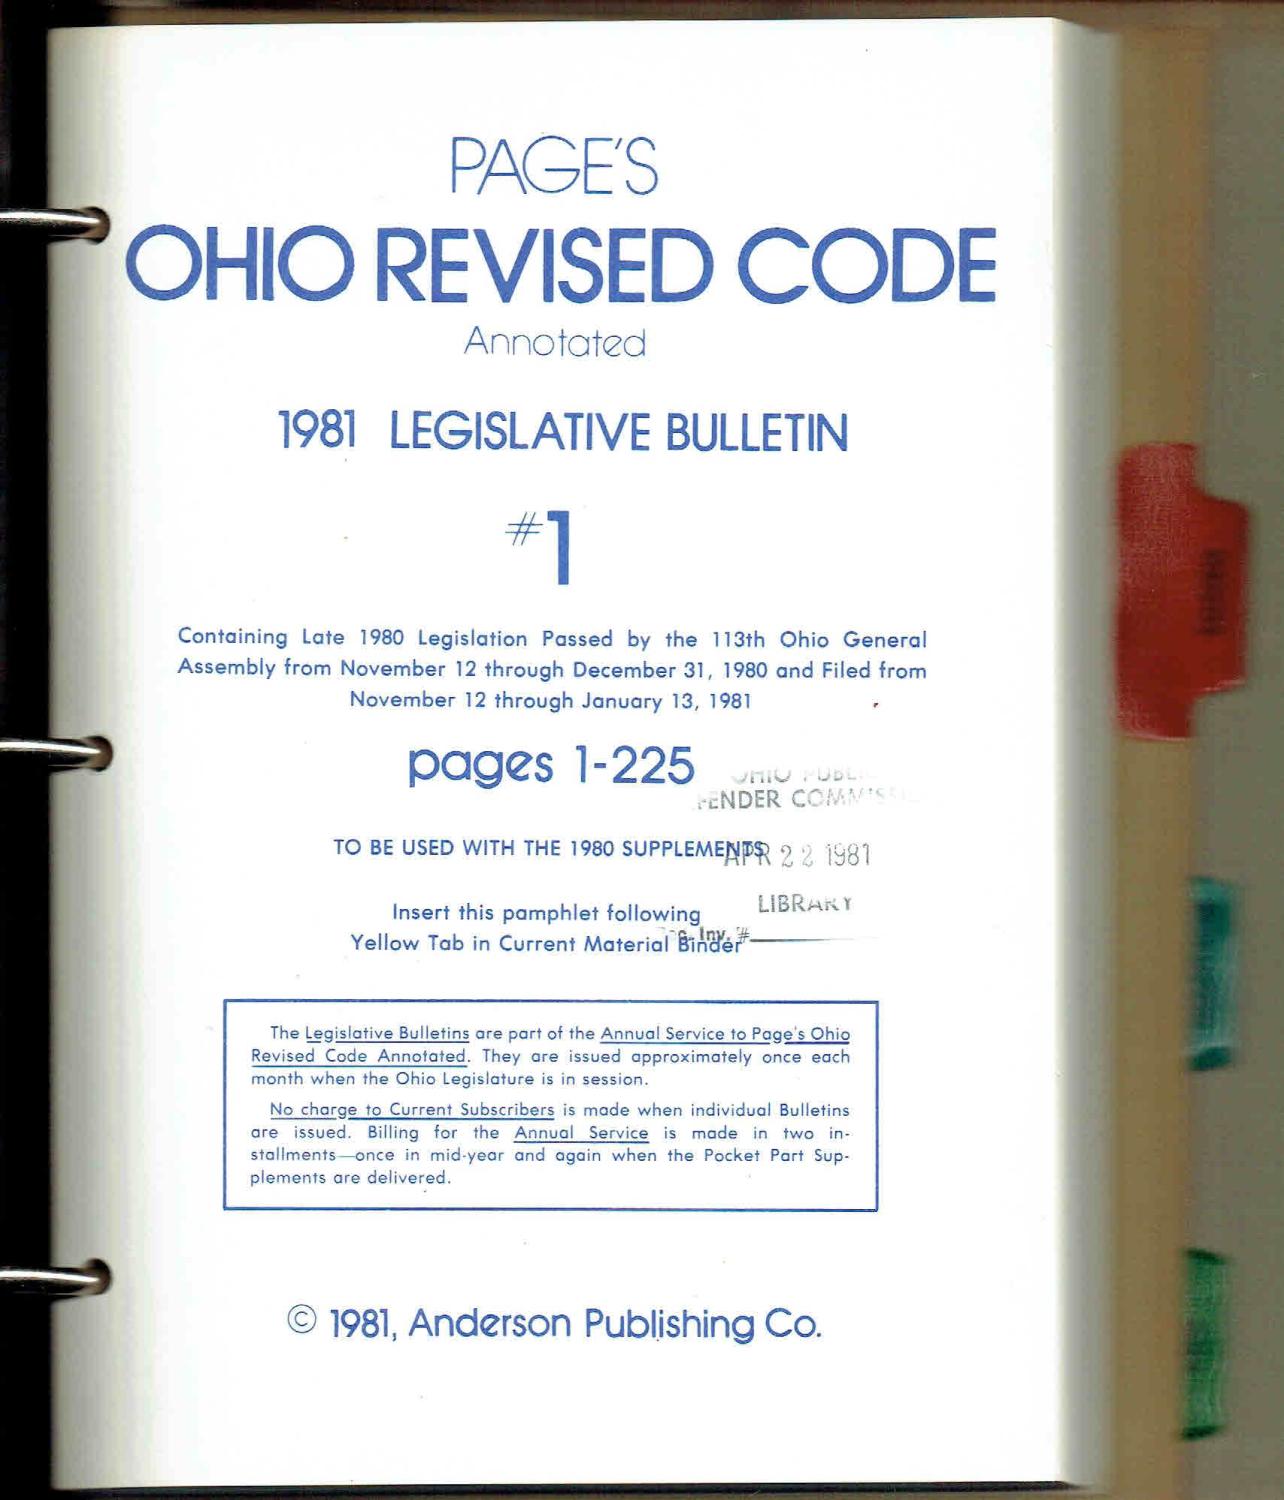 PAGE'S
OHIO REVISED CODE
Annotated
1981 LEGISLATIVE BULLETIN
#1
Containing Late 1980 Legislation Passed by the 113th Ohio General
Assembly from November 12 through December 31, 1980 and Filed from
November 12 through January 13, 1981
pages 1-225
OHIO PUBLIC
FENDER COMMISS
TO BE USED WITH THE 1980 SUPPLEMENTS
APR 22 1981
LIBRARY
Insert this pamphlet following
Yellow Tab in Current Material Binder
Inv. #
The Legislative Bulletins are part of the Annual Service to Page's Ohio
Revised Code Annotated. They are issued approximately once each
month when the Ohio Legislature is in session.
No charge to Current Subscribers is made when individual Bulletins
are issued. Billing for the Annual Service is made in two in-
stallments—once in mid-year and again when the Pocket Part Sup-
plements are delivered.
© 1981, Anderson Publishing Co.